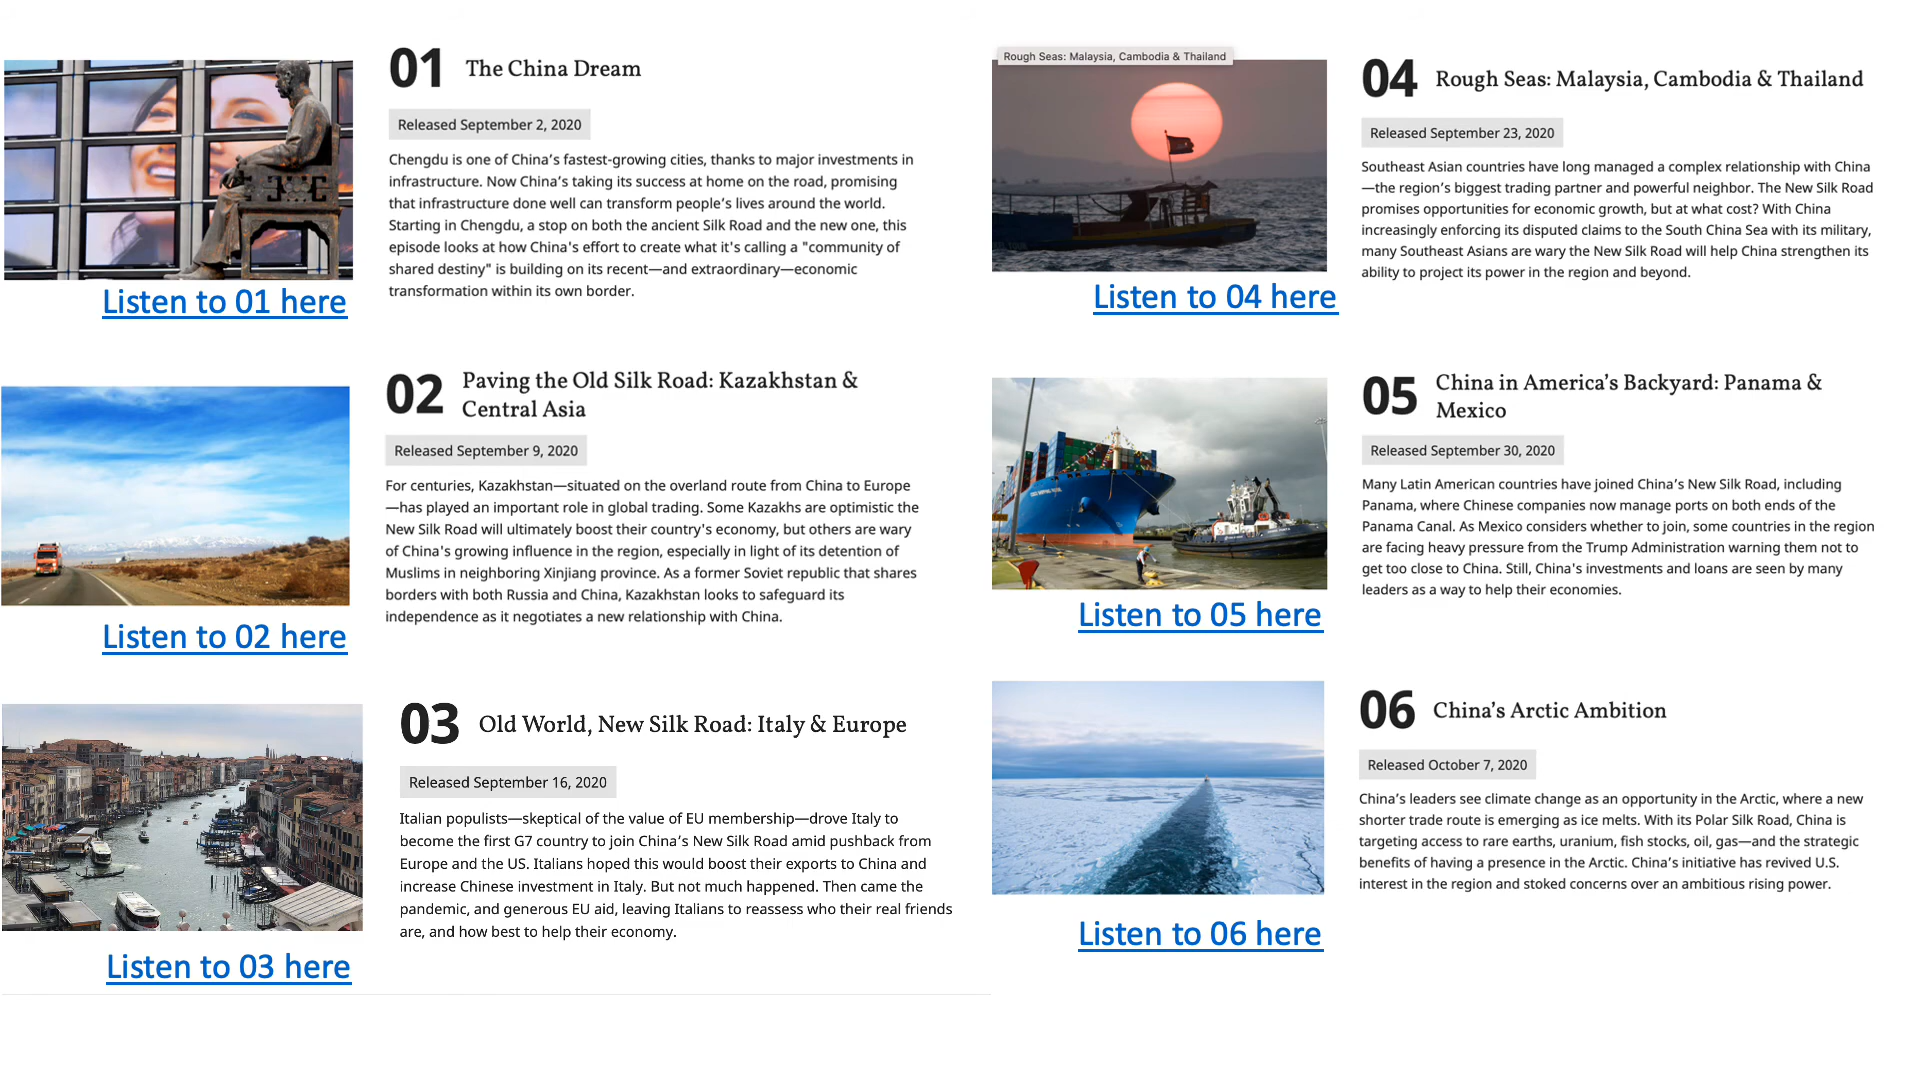 01
The China Dream
Released September 2, 2020
Chengdu is one of China’s fastest-growing cities, thanks to major investments in
infrastructure. Now China’s taking its success at home on the road, promising
that infrastructure done well can transform people’s lives around the world.
Starting in Chengdu, a stop on both the ancient Silk Road and the new one, this
episode looks at how China's effort to create what it's calling a "community of
shared destiny" is building on its recent—and extraordinary—economic
transformation within its own border.
Listen to 01 here
02
Paving the Old Silk Road: Kazakhstan &
Central Asia
Released September 9, 2020
For centuries, Kazakhstan—situated on the overland route from China to Europe
—has played an important role in global trading. Some Kazakhs are optimistic the
New Silk Road will ultimately boost their country's economy, but others are wary
of China's growing influence in the region, especially in light of its detention of
Muslims in neighboring Xinjiang province. As a former Soviet republic that shares
borders with both Russia and China, Kazakhstan looks to safeguard its
independence as it negotiates a new relationship with China.
Listen to 02 here
03
Old World, New Silk Road: Italy & Europe
Released September 16, 2020
Italian populists—skeptical of the value of EU membership—drove Italy to
become the first G7 country to join China’s New Silk Road amid pushback from
Europe and the US. Italians hoped this would boost their exports to China and
increase Chinese investment in Italy. But not much happened. Then came the
pandemic, and generous EU aid, leaving Italians to reassess who their real friends
are, and how best to help their economy.
Listen to 03 here
Rough Seas: Malaysia, Cambodia & Thailand
04
Rough Seas: Malaysia, Cambodia & Thailand
Released September 23, 2020
Southeast Asian countries have long managed a complex relationship with China
—the region’s biggest trading partner and powerful neighbor. The New Silk Road
promises opportunities for economic growth, but at what cost? With China
increasingly enforcing its disputed claims to the South China Sea with its military,
many Southeast Asians are wary the New Silk Road will help China strengthen its
ability to project its power in the region and beyond.
Listen to 04 here
05
China in America’s Backyard: Panama &
Mexico
Released September 30, 2020
Many Latin American countries have joined China’s New Silk Road, including
Panama, where Chinese companies now manage ports on both ends of the
Panama Canal. As Mexico considers whether to join, some countries in the region
are facing heavy pressure from the Trump Administration warning them not to
get too close to China. Still, China's investments and loans are seen by many
leaders as a way to help their economies.
Listen to 05 here
06
China’s Arctic Ambition
Released October 7, 2020
China’s leaders see climate change as an opportunity in the Arctic, where a new
shorter trade route is emerging as ice melts. With its Polar Silk Road, China is
targeting access to rare earths, uranium, fish stocks, oil, gas—and the strategic
benefits of having a presence in the Arctic. China’s initiative has revived U.S.
interest in the region and stoked concerns over an ambitious rising power.
Listen to 06 here